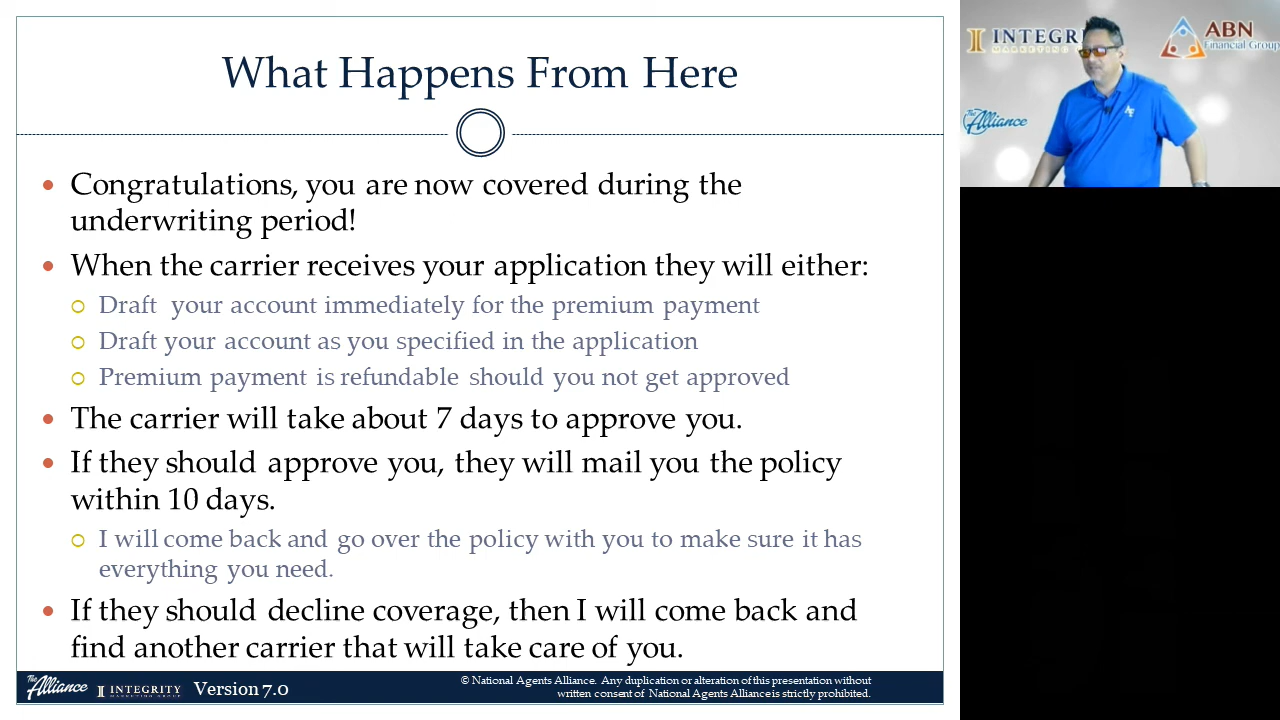 What Happens From Here
Congratulations, you are now covered during the
underwriting period!
When the carrier receives your application they will either:
Draft your account immediately for the premium payment
Draft your account as you specified in the application
Premium payment is refundable should you not get approved
The carrier will take about 7 days to approve you.
If they should approve you, they will mail you the policy
within 10 days.
I will come back and go over the policy with you to make sure it has
everything you need.
If they should decline coverage, then I will come back and
find another carrier that will take care of you.
The Alliance INTEGRITY MARKETING GROUP Version 7.0
© National Agents Alliance. Any duplication or alteration of this presentation without
written consent of National Agents Alliance is strictly prohibited.
INTEGRI
ABN
Financial Group
The Alliance